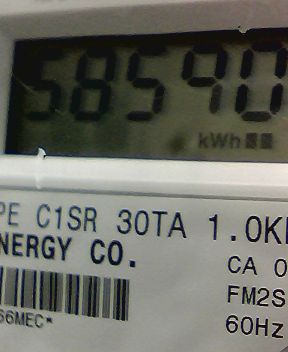 58590
kWh
PE C1SR 30TA 1.0K
NERGY CO.
CA 0
FM2S
66MEC*
60Hz